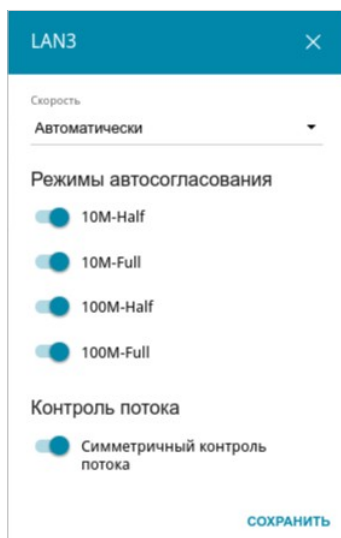 LAN3
Скорость
Автоматически
Режимы автосогласования
10M-Half
10M-Full
100M-Half
100M-Full
Контроль потока
Симметричный контроль
потока
СОХРАНИТЬ